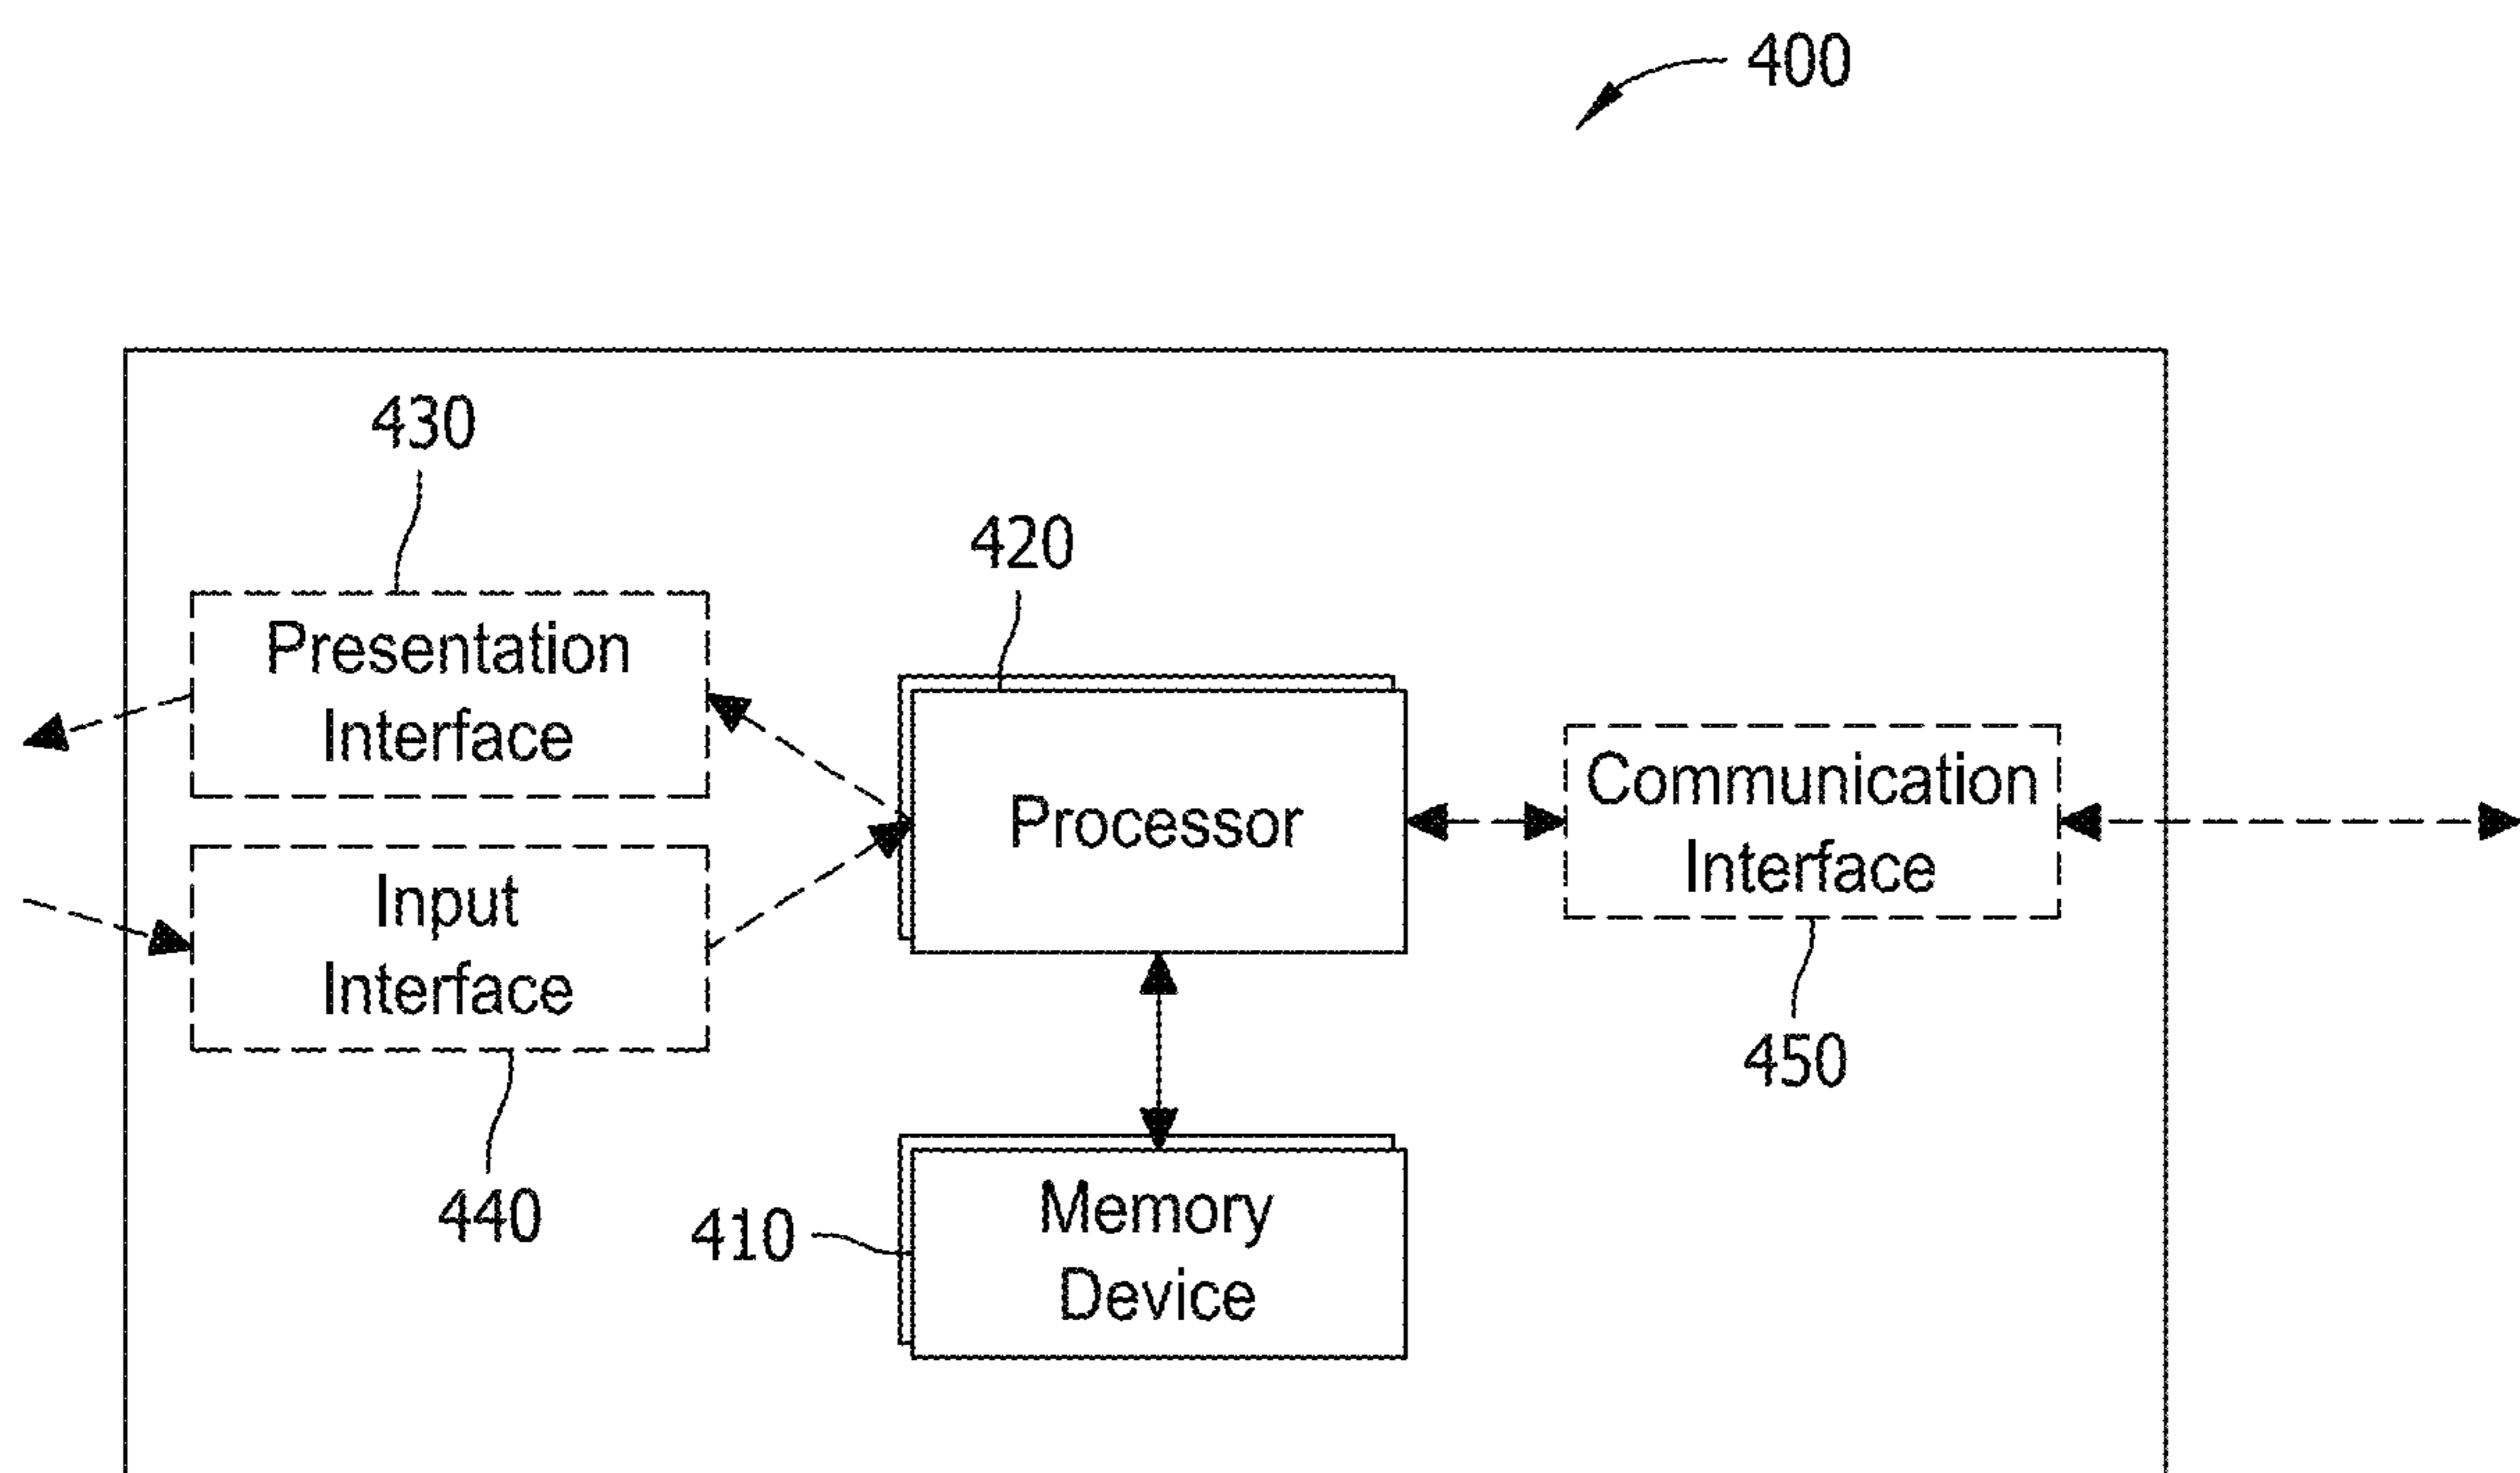 400
430
420
Presentation
Interface
Processor
Communication
Interface
Input
Interface
450
440
410
Memory
Device